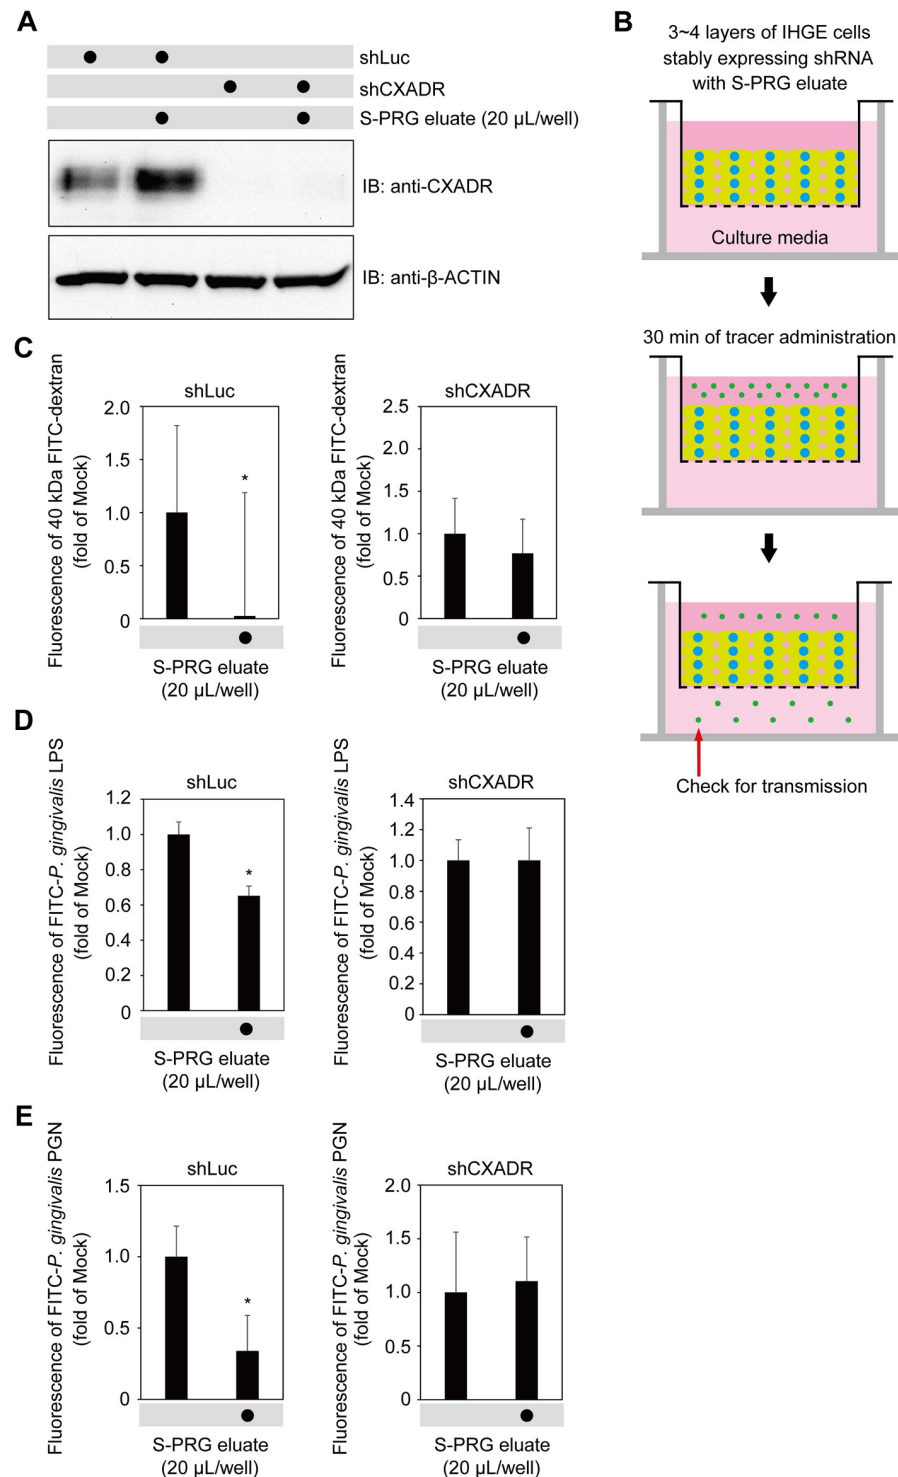 A
shLuc
shCXADR
S-PRG eluate (20 µL/well)
IB: anti-CXADR
IB: anti-β-ACTIN
B
3~4 layers of IHGE cells
stably expressing shRNA
with S-PRG eluate
Culture media
30 min of tracer administration
Check for transmission
C
Fluorescence of 40 kDa FITC-dextran
(fold of Mock)
shLuc
2.0
1.5
1.0
0.5
0
*
S-PRG eluate
(20 µL/well)
Fluorescence of 40 kDa FITC-dextran
(fold of Mock)
shCXADR
2.5
2.0
1.5
1.0
0.5
0
S-PRG eluate
(20 µL/well)
D
Fluorescence of FITC-P. gingivalis LPS
(fold of Mock)
shLuc
1.2
1.0
0.8
0.6
0.4
0.2
0
*
S-PRG eluate
(20 µL/well)
Fluorescence of FITC-P. gingivalis LPS
(fold of Mock)
shCXADR
1.4
1.2
1.0
0.8
0.6
0.4
0.2
0
S-PRG eluate
(20 µL/well)
E
Fluorescence of FITC-P. gingivalis PGN
(fold of Mock)
shLuc
1.5
1.0
0.5
0
*
S-PRG eluate
(20 µL/well)
Fluorescence of FITC-P. gingivalis PGN
(fold of Mock)
shCXADR
2.0
1.5
1.0
0.5
0
S-PRG eluate
(20 µL/well)